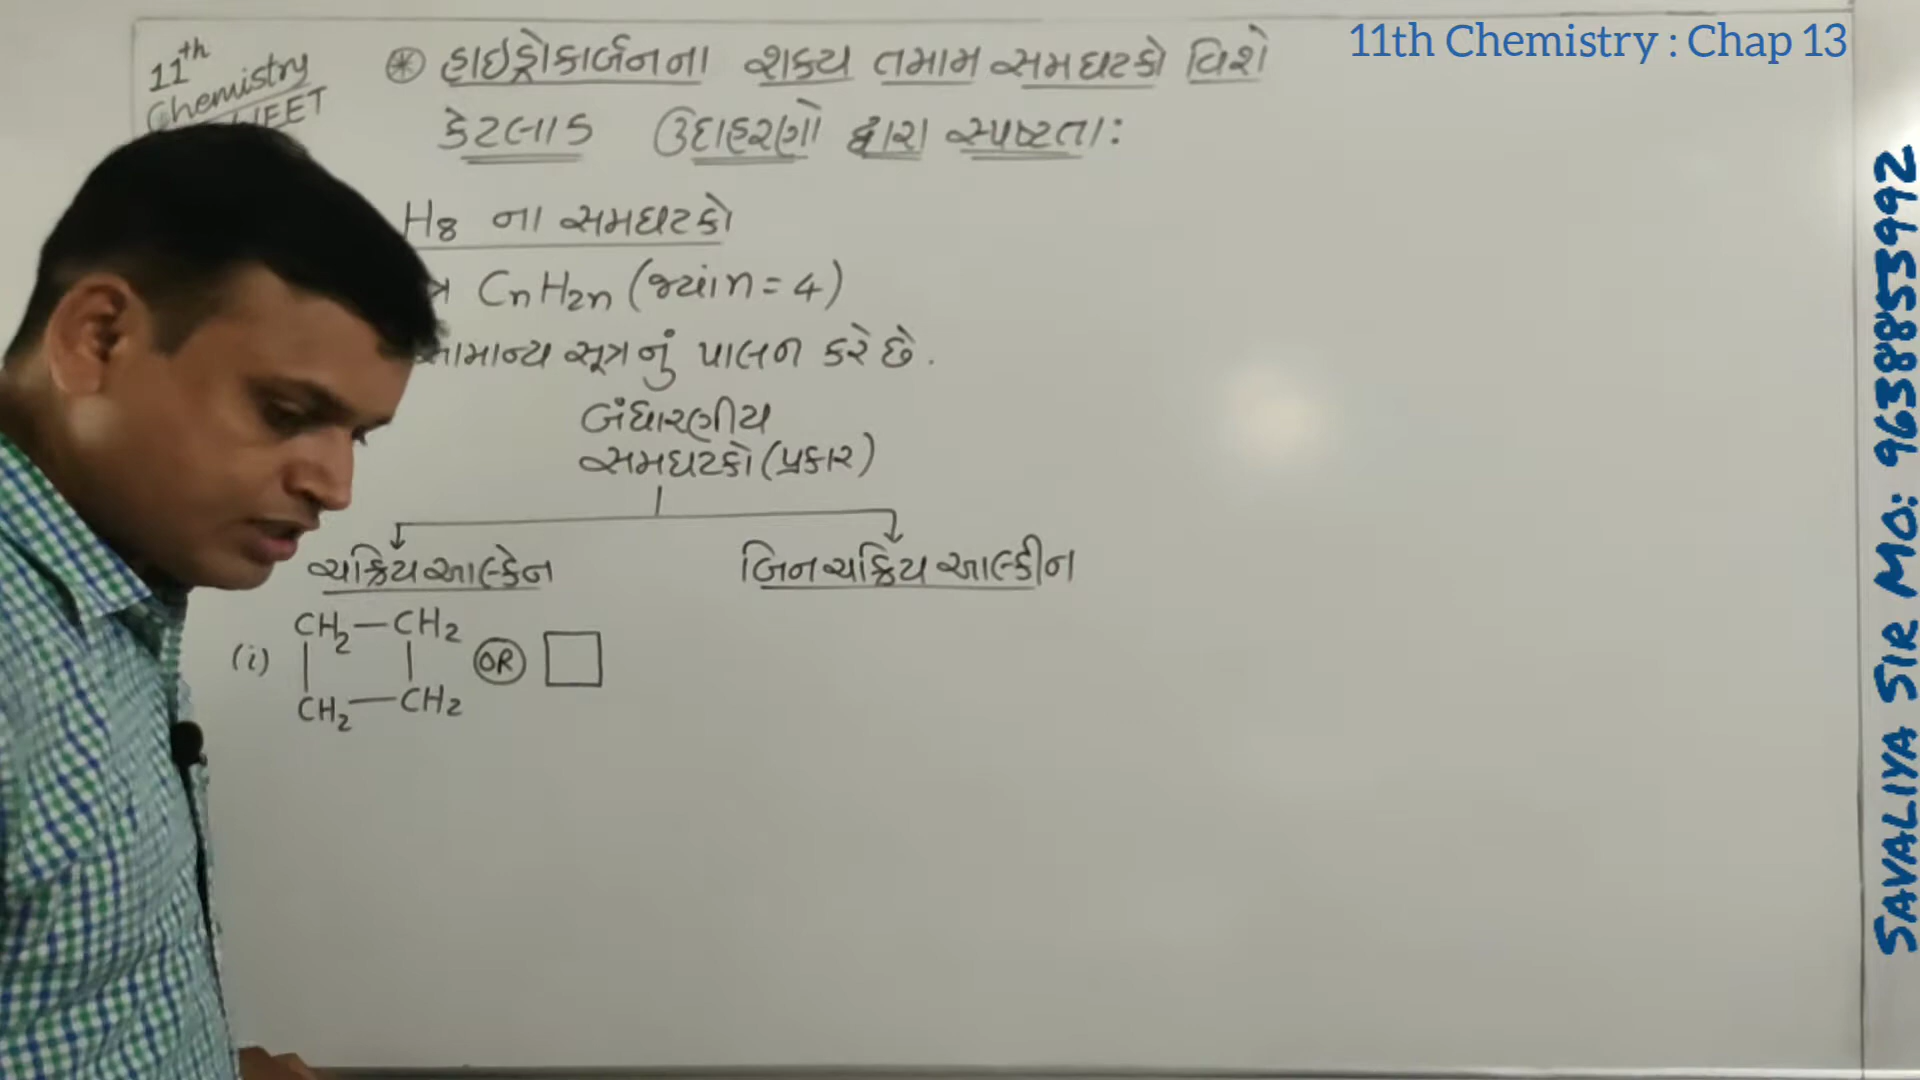 11th Chemistry : Chap 13
11th
Chemistry
NEET
હાઇડ્રોકાર્બનના શક્ય તમામ સમઘટકો વિશે
કેટલાક ઉદાહરણો દ્વારા સ્પષ્ટતા:
H8 ના સમઘટકો
CnH2n (જ્યાં n = 4)
સામાન્ય સૂત્રનું પાલન કરે છે.
બંધારણીય
સમઘટકો (પ્રકાર)
ચક્રિય આલ્કેન
બિનચક્રિય આલ્કીન
CH2—CH2
(i) OR
CH2—CH2
SAVALIYA SIR MO: 9638853992